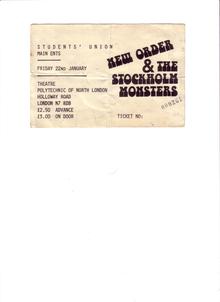 STUDENTS' UNION
MAIN ENTS
FRIDAY 22ND JANUARY
THEATRE
POLYTECHNIC OF NORTH LONDON
HOLLOWAY ROAD
LONDON N7 8DB
£2.50 ADVANCE
£3.00 ON DOOR
NEW ORDER
& THE
STOCKHOLM
MONSTERS
TICKET NO: